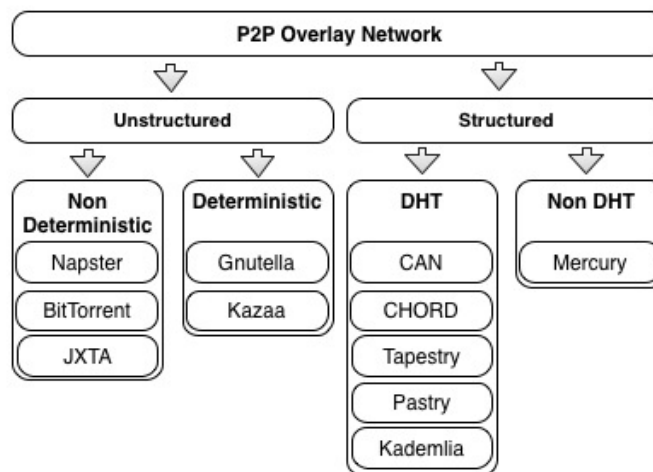 P2P Overlay Network
Unstructured
Structured
Non
Deterministic
Napster
BitTorrent
JXTA
Deterministic
Gnutella
Kazaa
DHT
CAN
CHORD
Tapestry
Pastry
Kademlia
Non DHT
Mercury